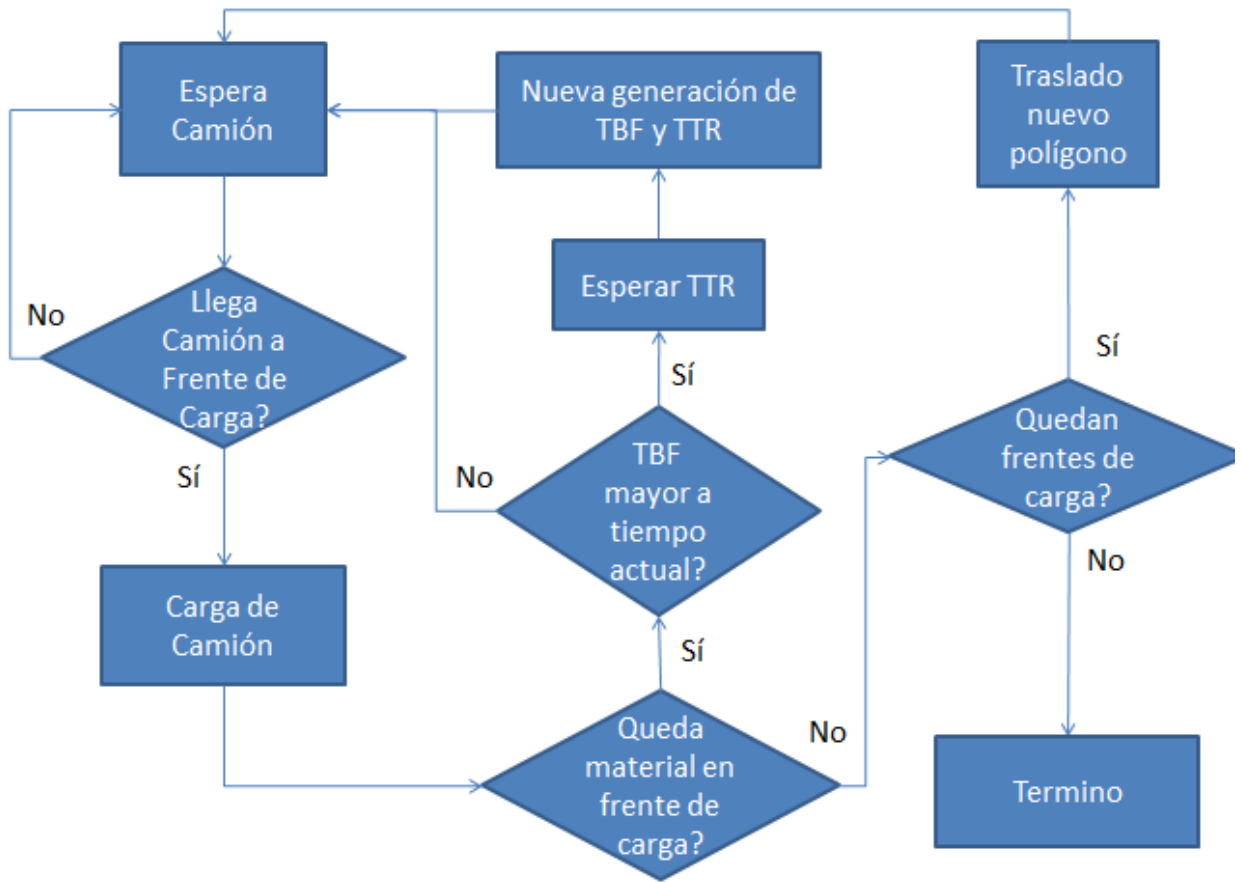 Espera
Camión
Nueva generación de
TBF y TTR
Traslado
nuevo
polígono
Esperar TTR
No
Llega
Camión a
Frente de
Carga?
Sí
Sí
Sí
Quedan
frentes de
carga?
No
TBF
mayor a
tiempo
actual?
No
Carga de
Camión
Sí
No
Queda
material en
frente de
carga?
Termino